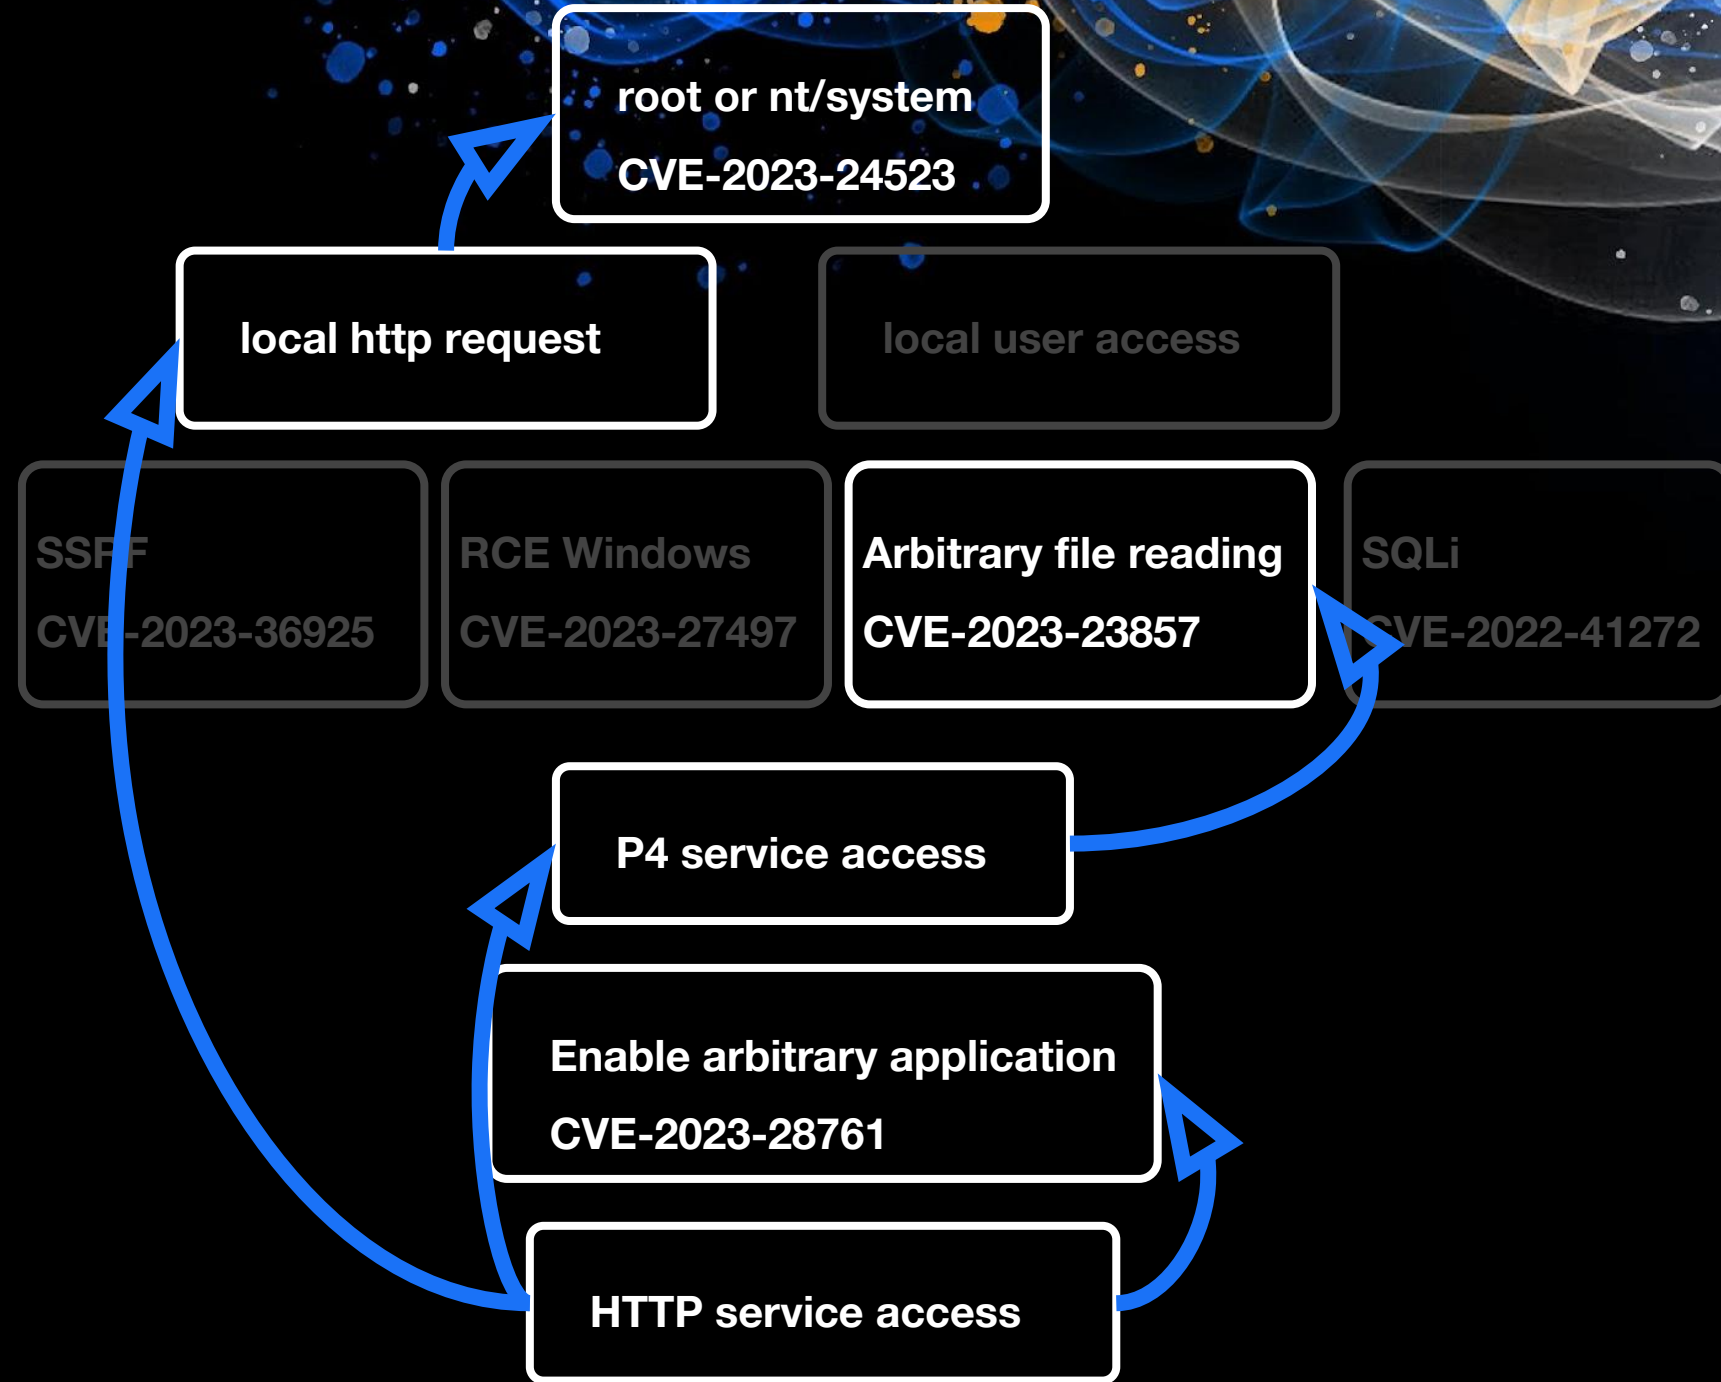 root or nt/system
CVE-2023-24523
local http request
local user access
SSRF
CVE-2023-36925
RCE Windows
CVE-2023-27497
Arbitrary file reading
CVE-2023-23857
SQLi
CVE-2022-41272
P4 service access
Enable arbitrary application
CVE-2023-28761
HTTP service access